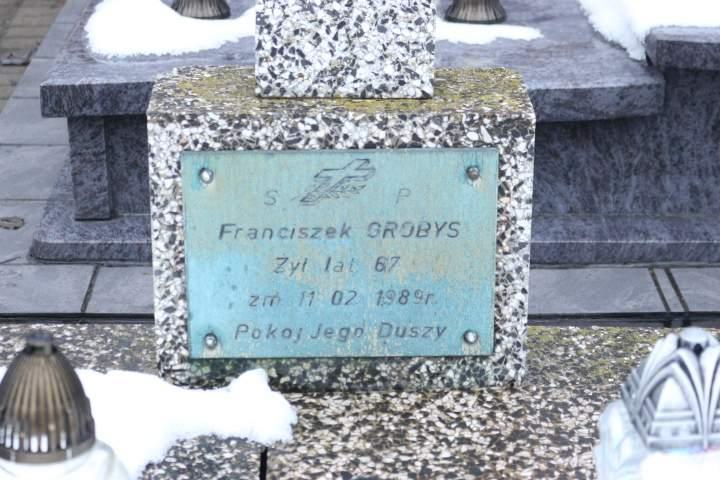 S P
Franciszek GROBYS
Żył lat 67
zm 11 02 1989r.
Pokój Jego Duszy